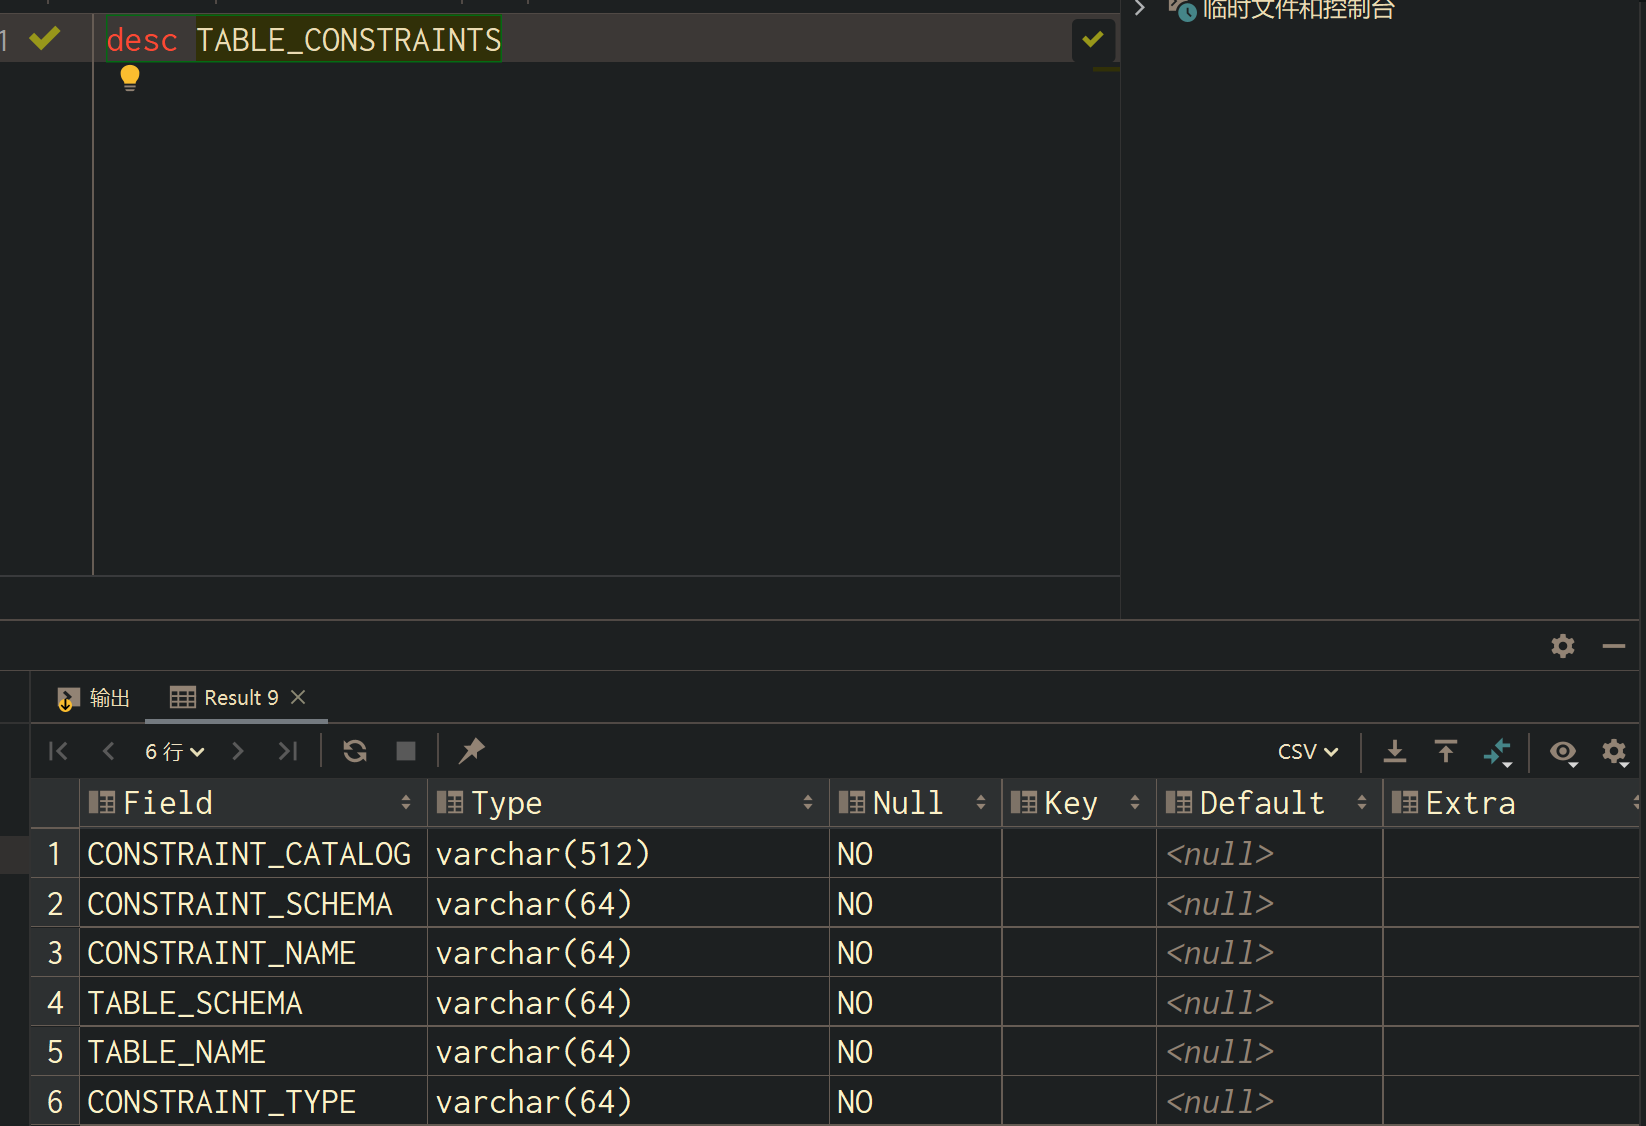 临时文件和控制台
1 desc TABLE_CONSTRAINTS
输出 Result 9
6 行 CSV
Field Type Null Key Default Extra
1 CONSTRAINT_CATALOG varchar(512) NO <null>
2 CONSTRAINT_SCHEMA varchar(64) NO <null>
3 CONSTRAINT_NAME varchar(64) NO <null>
4 TABLE_SCHEMA varchar(64) NO <null>
5 TABLE_NAME varchar(64) NO <null>
6 CONSTRAINT_TYPE varchar(64) NO <null>